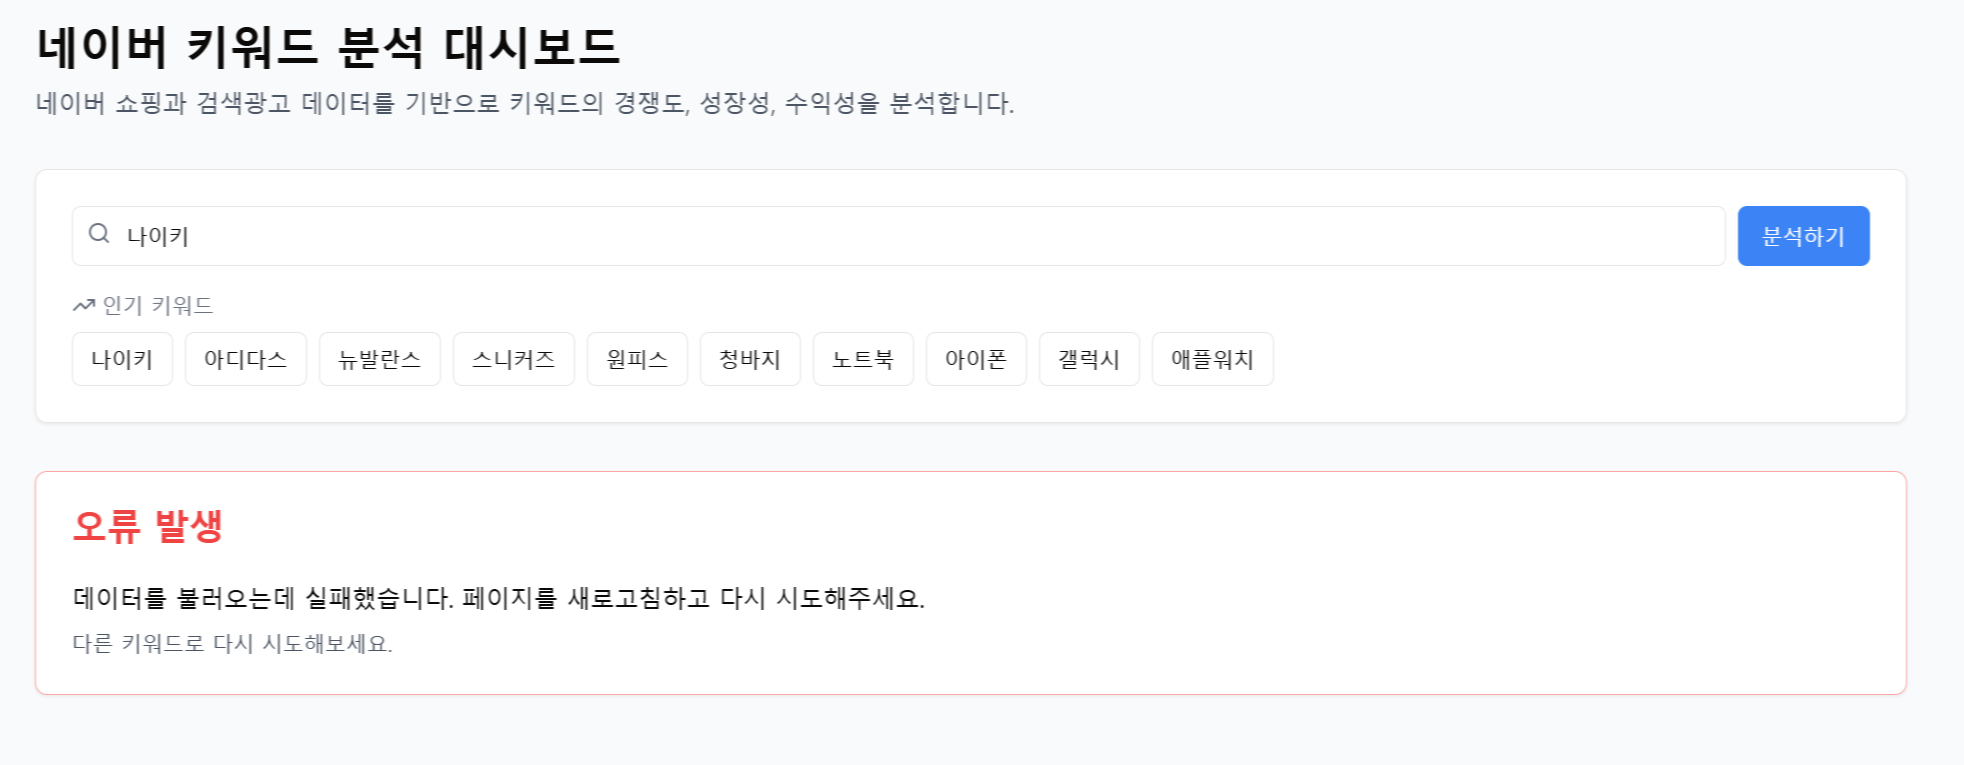 네이버 키워드 분석 대시보드
네이버 쇼핑과 검색광고 데이터를 기반으로 키워드의 경쟁도, 성장성, 수익성을 분석합니다.
나이키
분석하기
인기 키워드
나이키 아디다스 뉴발란스 스니커즈 원피스 청바지 노트북 아이폰 갤럭시 애플워치
오류 발생
데이터를 불러오는데 실패했습니다. 페이지를 새로고침하고 다시 시도해주세요.
다른 키워드로 다시 시도해보세요.